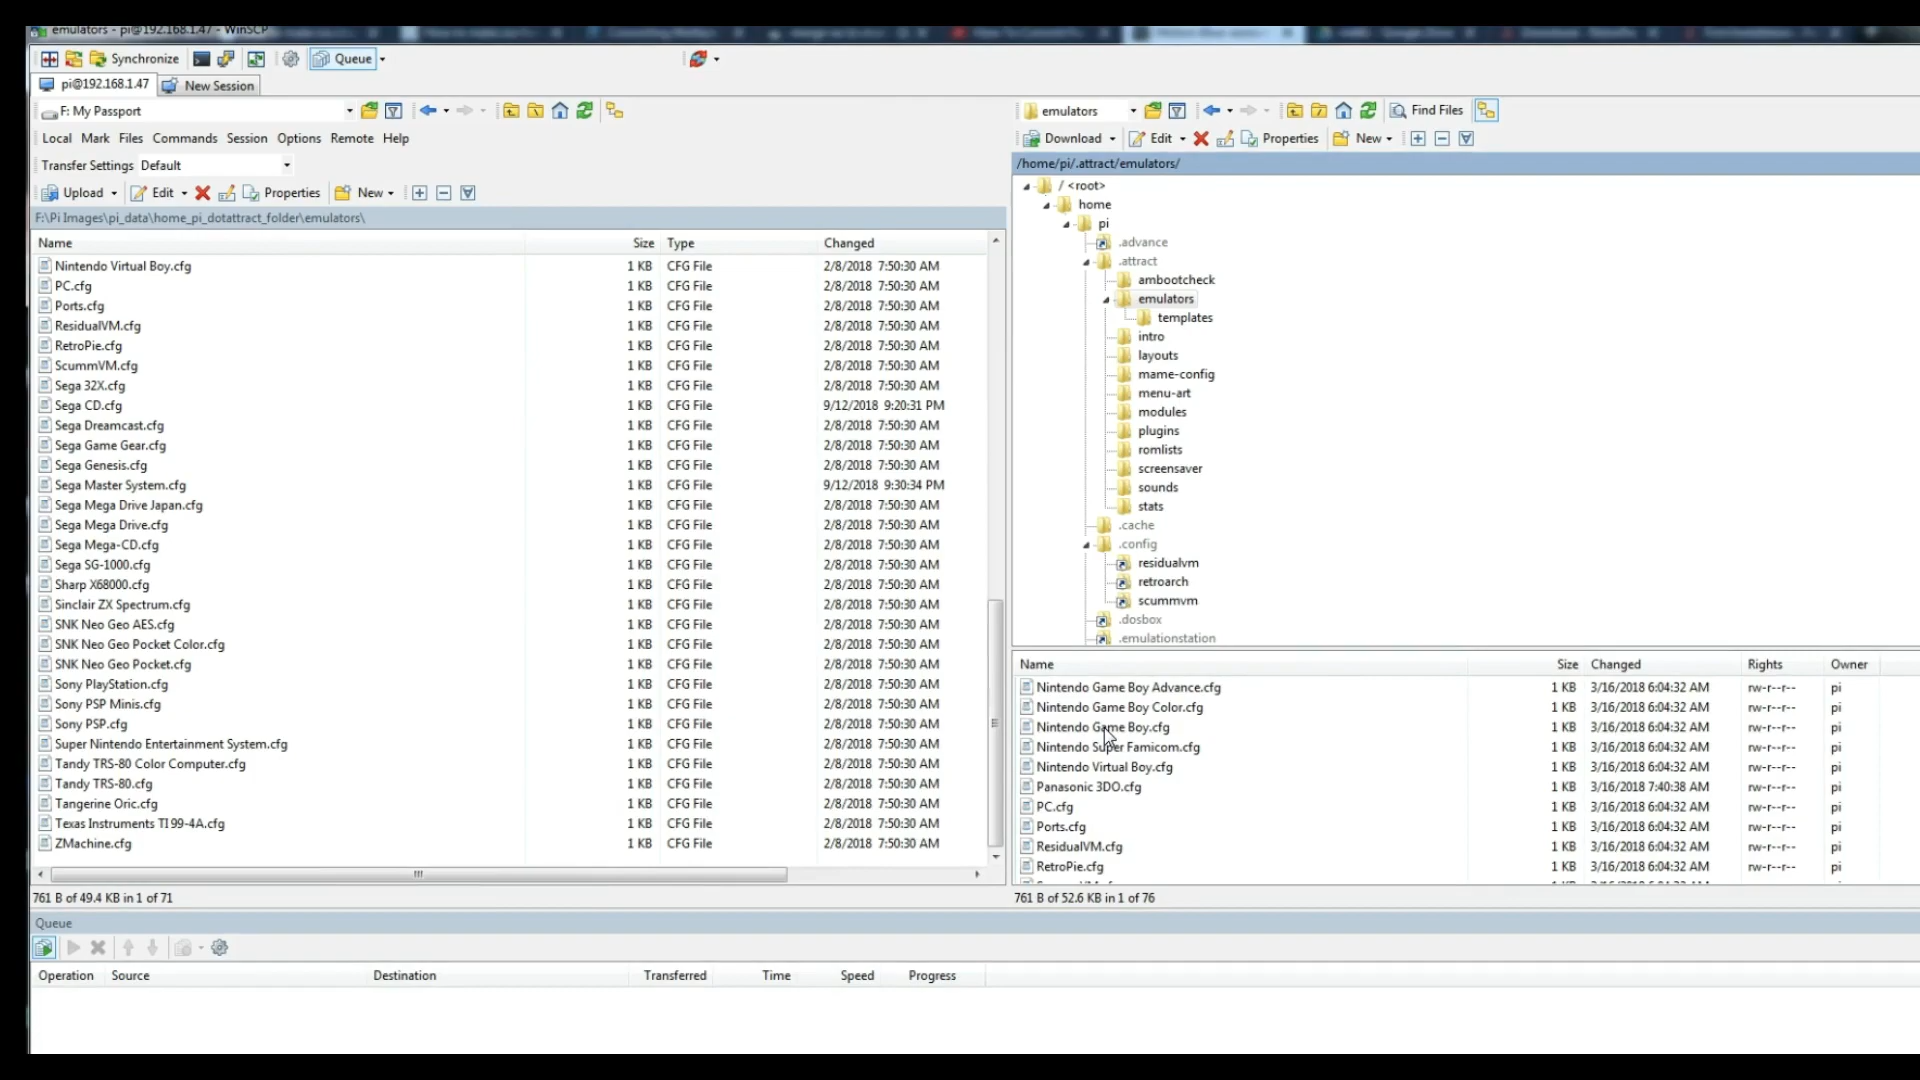 emulators - pi@192.168.1.47 - WinSCP
Synchronize
Queue
pi@192.168.1.47
New Session
F: My Passport
Local Mark Files Commands Session Options Remote Help
Transfer Settings Default
Upload Edit Properties New
F:\Pi Images\pi_data\home_pi_dotattract_folder\emulators\
Name Size Type Changed
Nintendo Virtual Boy.cfg 1 KB CFG File 2/8/2018 7:50:30 AM
PC.cfg 1 KB CFG File 2/8/2018 7:50:30 AM
Ports.cfg 1 KB CFG File 2/8/2018 7:50:30 AM
ResidualVM.cfg 1 KB CFG File 2/8/2018 7:50:30 AM
RetroPie.cfg 1 KB CFG File 2/8/2018 7:50:30 AM
ScummVM.cfg 1 KB CFG File 2/8/2018 7:50:30 AM
Sega 32X.cfg 1 KB CFG File 2/8/2018 7:50:30 AM
Sega CD.cfg 1 KB CFG File 9/12/2018 9:20:31 PM
Sega Dreamcast.cfg 1 KB CFG File 2/8/2018 7:50:30 AM
Sega Game Gear.cfg 1 KB CFG File 2/8/2018 7:50:30 AM
Sega Genesis.cfg 1 KB CFG File 2/8/2018 7:50:30 AM
Sega Master System.cfg 1 KB CFG File 9/12/2018 9:30:34 PM
Sega Mega Drive Japan.cfg 1 KB CFG File 2/8/2018 7:50:30 AM
Sega Mega Drive.cfg 1 KB CFG File 2/8/2018 7:50:30 AM
Sega Mega-CD.cfg 1 KB CFG File 2/8/2018 7:50:30 AM
Sega SG-1000.cfg 1 KB CFG File 2/8/2018 7:50:30 AM
Sharp X68000.cfg 1 KB CFG File 2/8/2018 7:50:30 AM
Sinclair ZX Spectrum.cfg 1 KB CFG File 2/8/2018 7:50:30 AM
SNK Neo Geo AES.cfg 1 KB CFG File 2/8/2018 7:50:30 AM
SNK Neo Geo Pocket Color.cfg 1 KB CFG File 2/8/2018 7:50:30 AM
SNK Neo Geo Pocket.cfg 1 KB CFG File 2/8/2018 7:50:30 AM
Sony PlayStation.cfg 1 KB CFG File 2/8/2018 7:50:30 AM
Sony PSP Minis.cfg 1 KB CFG File 2/8/2018 7:50:30 AM
Sony PSP.cfg 1 KB CFG File 2/8/2018 7:50:30 AM
Super Nintendo Entertainment System.cfg 1 KB CFG File 2/8/2018 7:50:30 AM
Tandy TRS-80 Color Computer.cfg 1 KB CFG File 2/8/2018 7:50:30 AM
Tandy TRS-80.cfg 1 KB CFG File 2/8/2018 7:50:30 AM
Tangerine Oric.cfg 1 KB CFG File 2/8/2018 7:50:30 AM
Texas Instruments TI99-4A.cfg 1 KB CFG File 2/8/2018 7:50:30 AM
ZMachine.cfg 1 KB CFG File 2/8/2018 7:50:30 AM
761 B of 49.4 KB in 1 of 71
emulators
Find Files
Download Edit Properties New
/home/pi/.attract/emulators/
/ <root>
home
pi
.advance
.attract
ambootcheck
emulators
templates
intro
layouts
mame-config
menu-art
modules
plugins
romlists
screensaver
sounds
stats
.cache
.config
residualvm
retroarch
scummvm
.dosbox
.emulationstation
Name Size Changed Rights Owner
Nintendo Game Boy Advance.cfg 1 KB 3/16/2018 6:04:32 AM rw-r--r-- pi
Nintendo Game Boy Color.cfg 1 KB 3/16/2018 6:04:32 AM rw-r--r-- pi
Nintendo Game Boy.cfg 1 KB 3/16/2018 6:04:32 AM rw-r--r-- pi
Nintendo Super Famicom.cfg 1 KB 3/16/2018 6:04:32 AM rw-r--r-- pi
Nintendo Virtual Boy.cfg 1 KB 3/16/2018 6:04:32 AM rw-r--r-- pi
Panasonic 3DO.cfg 1 KB 3/16/2018 7:40:38 AM rw-r--r-- pi
PC.cfg 1 KB 3/16/2018 6:04:32 AM rw-r--r-- pi
Ports.cfg 1 KB 3/16/2018 6:04:32 AM rw-r--r-- pi
ResidualVM.cfg 1 KB 3/16/2018 6:04:32 AM rw-r--r-- pi
RetroPie.cfg 1 KB 3/16/2018 6:04:32 AM rw-r--r-- pi
761 B of 52.6 KB in 1 of 76
Queue
Operation Source Destination Transferred Time Speed Progress